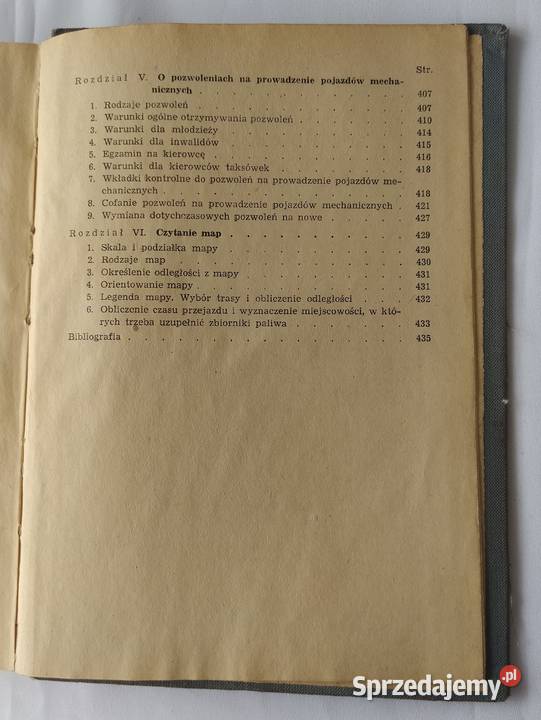 Str.
Rozdział V. O pozwoleniach na prowadzenie pojazdów mecha-
nicznych . . . . . . . . . . . . 407
1. Rodzaje pozwoleń . . . . . . . . . . 407
2. Warunki ogólne otrzymywania pozwoleń . . . . . 410
3. Warunki dla młodzieży . . . . . . . . 414
4. Warunki dla inwalidów . . . . . . . . 415
5. Egzamin na kierowcę . . . . . . . . . 416
6. Warunki dla kierowców taksówek . . . . . . 418
7. Wkładki kontrolne do pozwoleń na prowadzenie pojazdów me-
chanicznych . . . . . . . . . . . 418
8. Cofanie pozwoleń na prowadzenie pojazdów mechanicznych . 421
9. Wymiana dotychczasowych pozwoleń na nowe . . . . 427
Rozdział VI. Czytanie map . . . . . . . . 429
1. Skala i podziałka mapy . . . . . . . . 429
2. Rodzaje map . . . . . . . . . . 430
3. Określenie odległości z mapy . . . . . . . 431
4. Orientowanie mapy . . . . . . . . . 431
5. Legenda mapy. Wybór trasy i obliczenie odległości . . . 432
6. Obliczenie czasu przejazdu i wyznaczenie miejscowości, w któ-
rych trzeba uzupełnić zbiorniki paliwa . . . . . 433
Bibliografia . . . . . . . . . . . . . 435
Sprzedajemy.pl